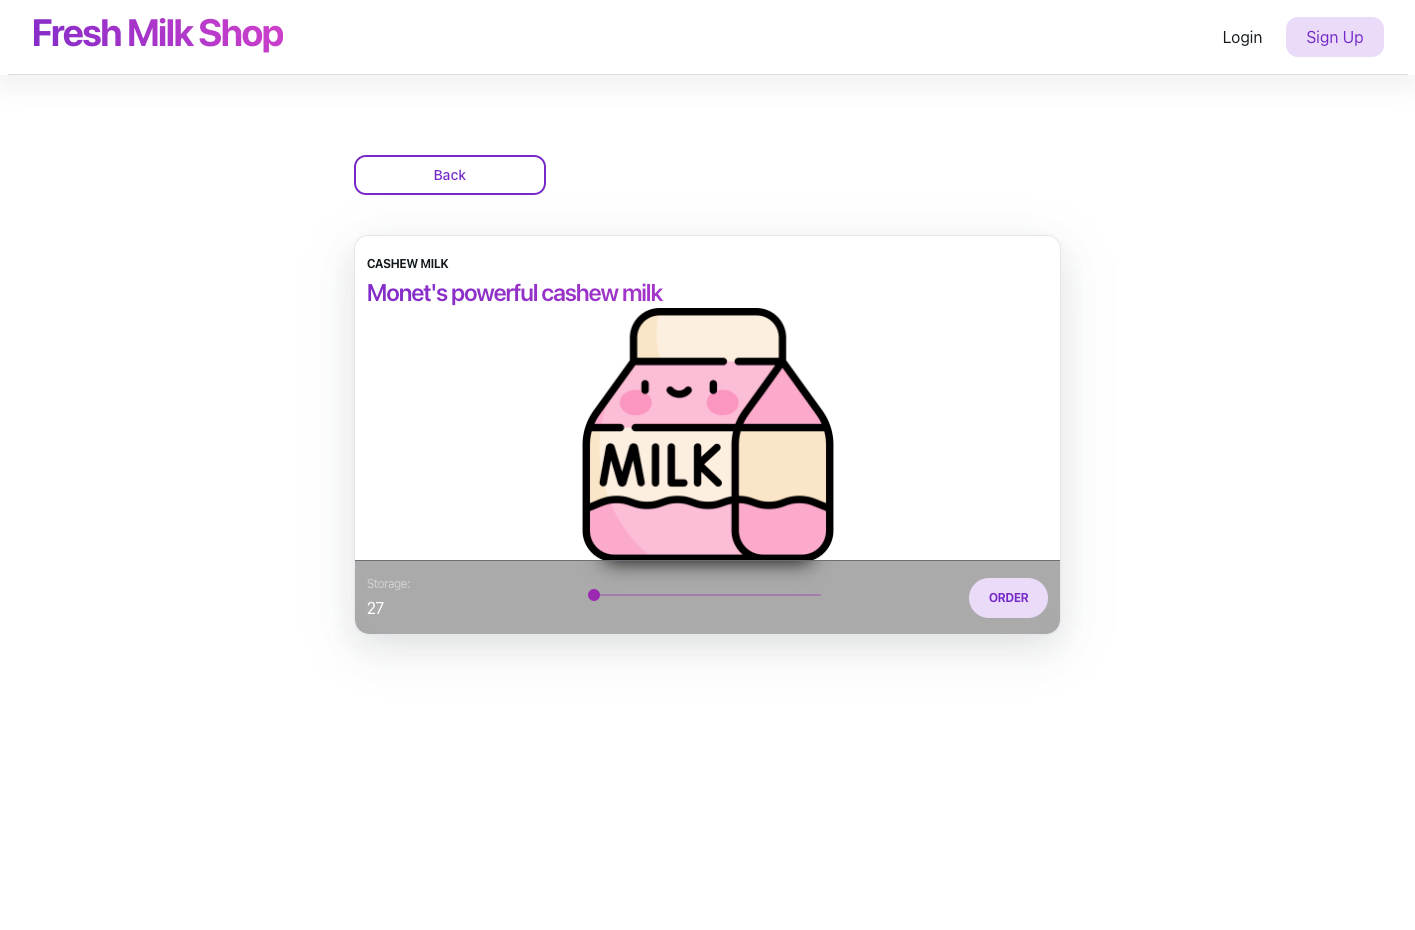 Fresh Milk Shop
Login
Sign Up
Back
CASHEW MILK
Monet's powerful cashew milk
MILK
Storage:
27
ORDER